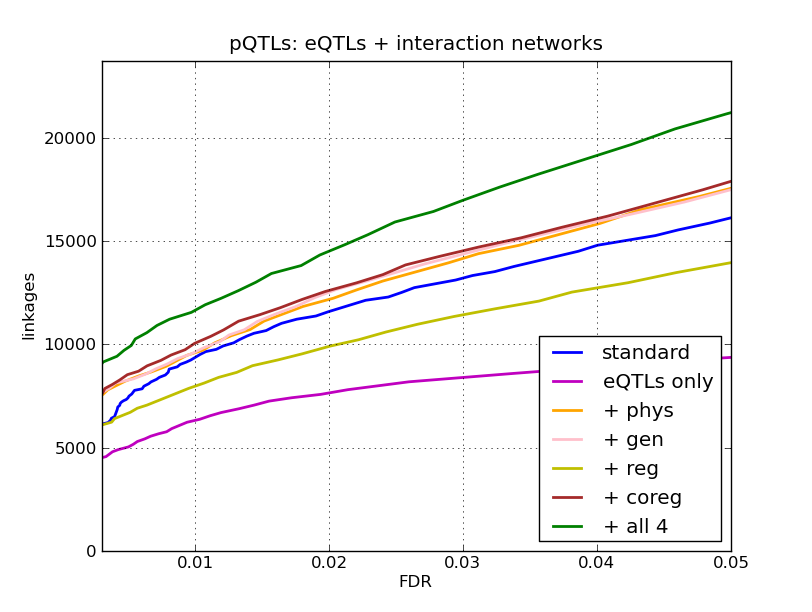 pQTLs: eQTLs + interaction networks
linkages
20000
15000
10000
5000
0
0.01 0.02 0.03 0.04 0.05
FDR
standard
eQTLs only
+ phys
+ gen
+ reg
+ coreg
+ all 4